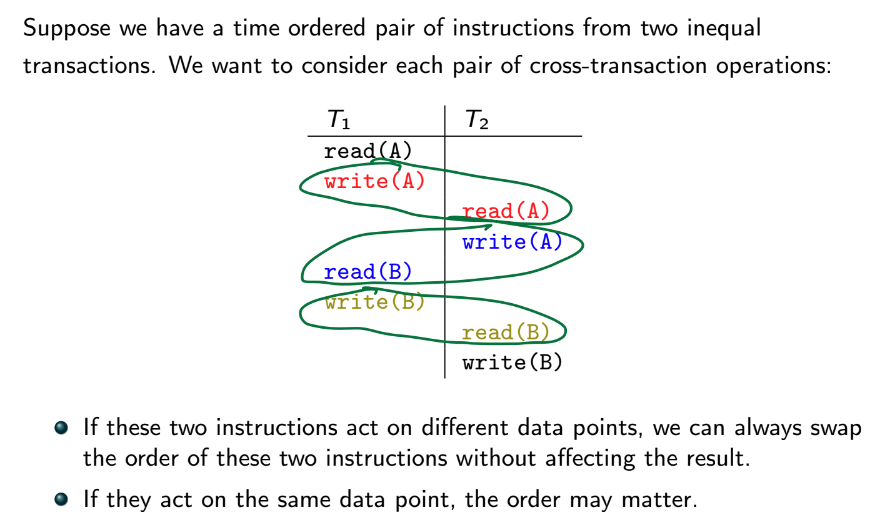 Suppose we have a time ordered pair of instructions from two inequal
transactions. We want to consider each pair of cross-transaction operations:
T₁ T₂
read(A)
write(A)
read(A)
write(A)
read(B)
write(B)
read(B)
write(B)
If these two instructions act on different data points, we can always swap
the order of these two instructions without affecting the result.
If they act on the same data point, the order may matter.